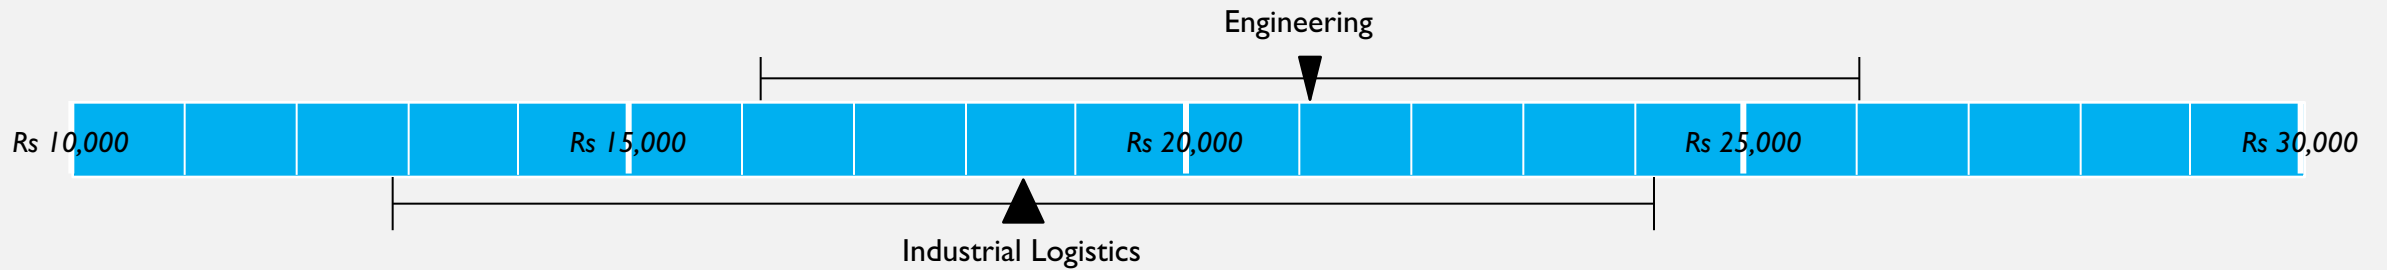 Engineering
Rs 10,000
Rs 15,000
Rs 20,000
Rs 25,000
Rs 30,000
Industrial Logistics